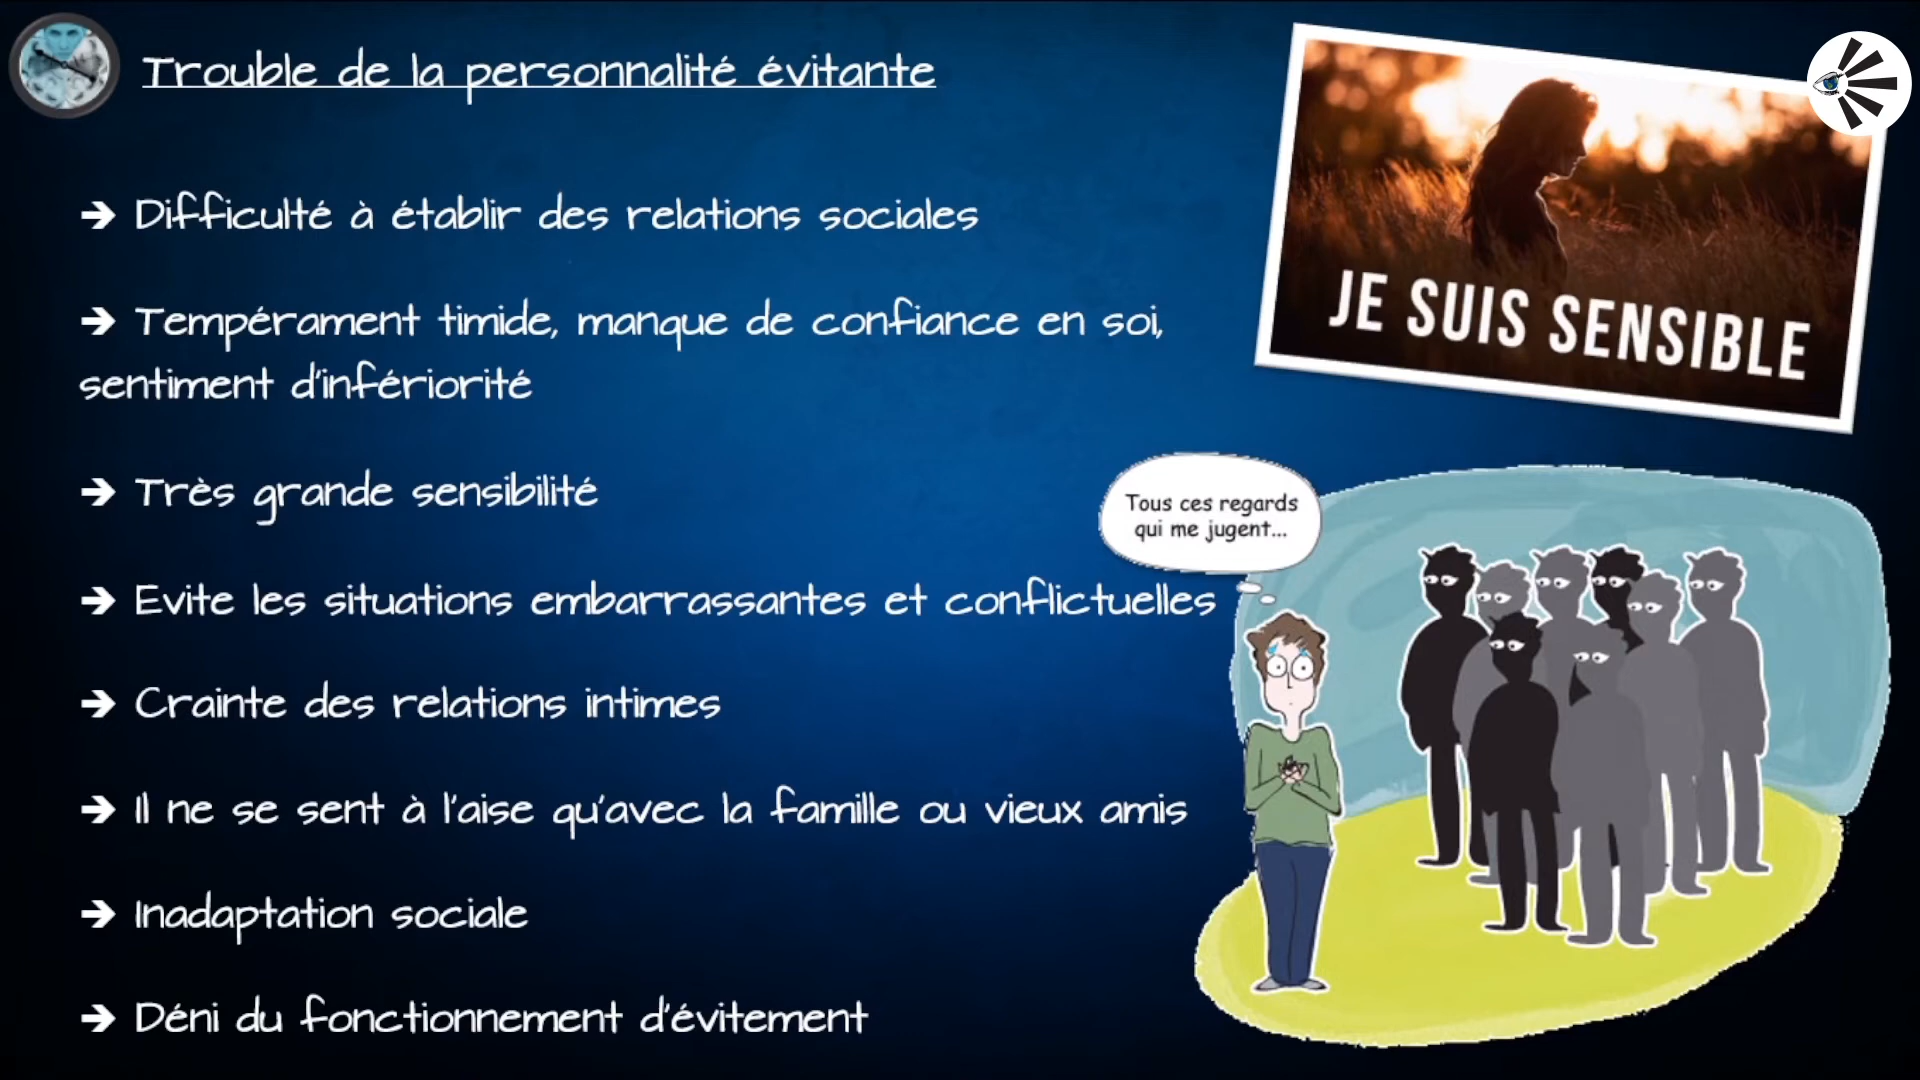 Trouble de la personnalité évitante
➔ Difficulté à établir des relations sociales
➔ Tempérament timide, manque de confiance en soi,
sentiment d'infériorité
➔ Très grande sensibilité
➔ Evite les situations embarrassantes et conflictuelles
➔ Crainte des relations intimes
➔ Il ne se sent à l'aise qu'avec la famille ou vieux amis
➔ Inadaptation sociale
➔ Déni du fonctionnement d'évitement
JE SUIS SENSIBLE
Tous ces regards
qui me jugent...